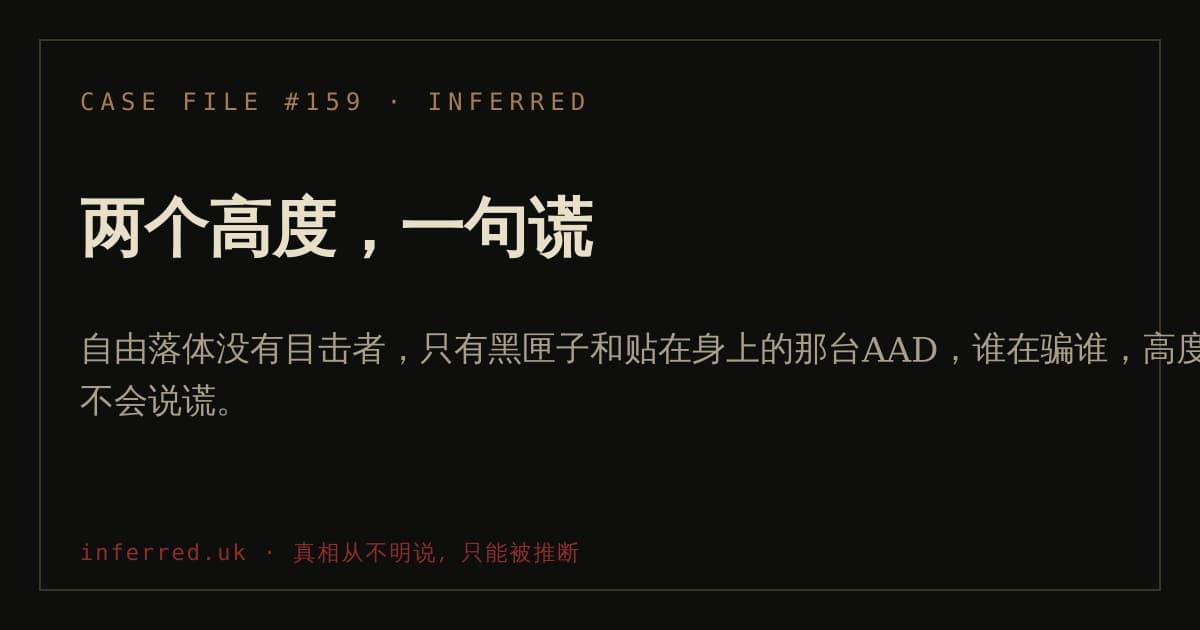 CASE FILE #159 · INFERRED
两个高度，一句谎
自由落体没有目击者，只有黑匣子和贴在身上的那台AAD，谁在骗谁，高度
不会说谎。
inferred.uk · 真相从不明说，只能被推断